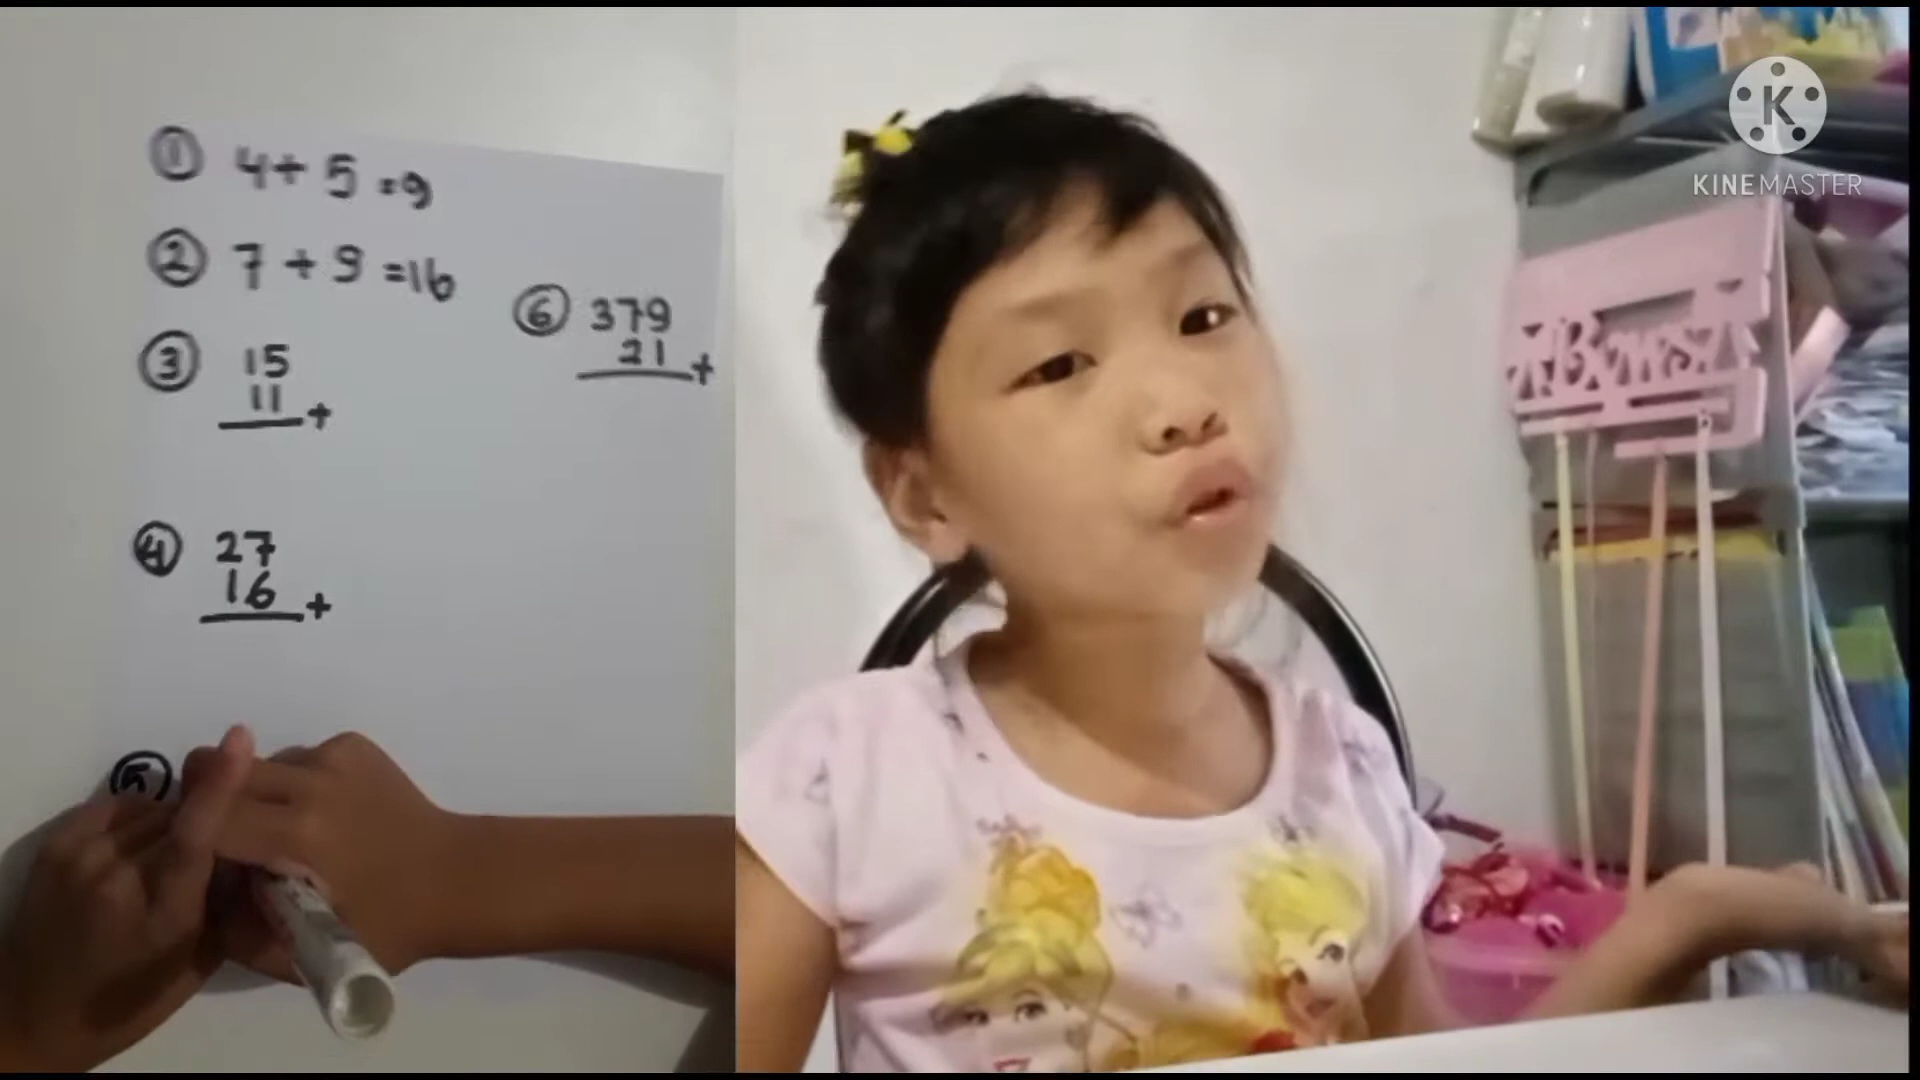 ① 4+ 5 =9
② 7 + 9 =16
③ 15
11 +
④ 27
16 +
⑤
⑥ 379
21 +
K
KINEMASTER